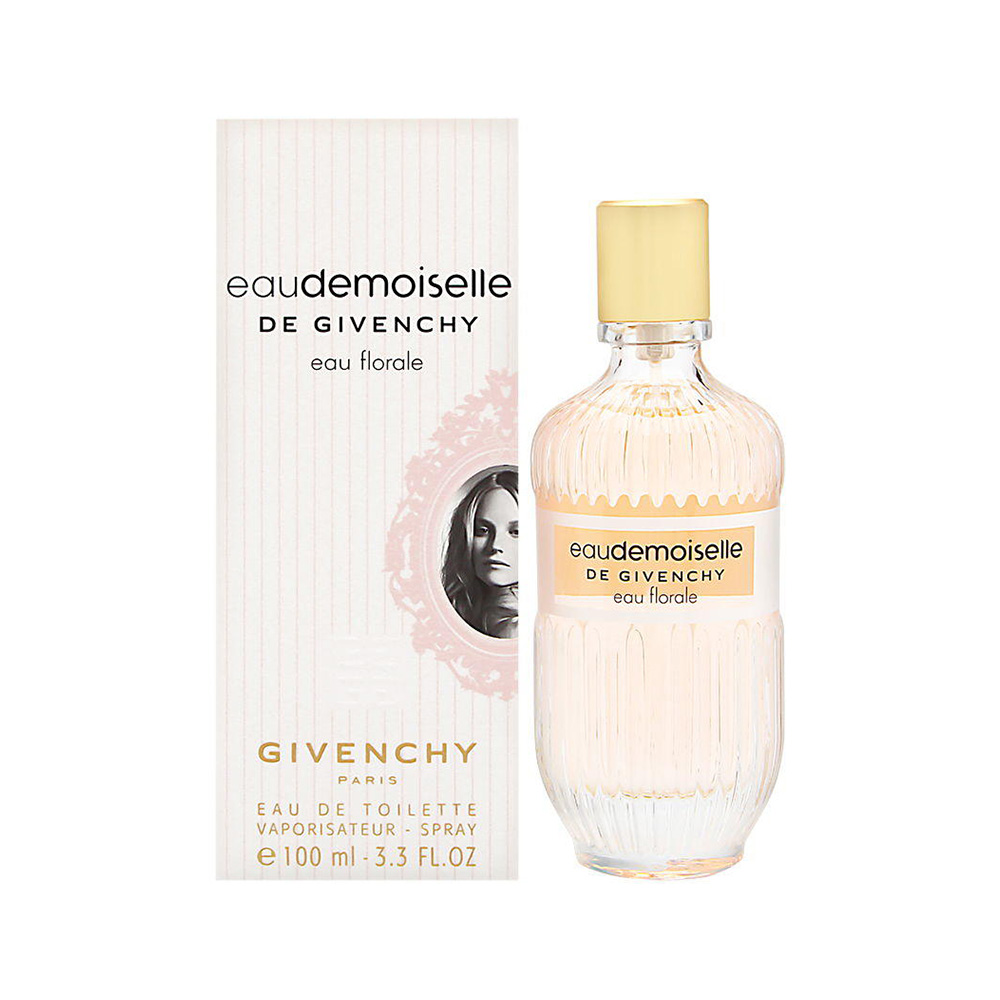 eaudemoiselle
DE GIVENCHY
eau florale
GIVENCHY
PARIS
EAU DE TOILETTE
VAPORISATEUR - SPRAY
℮ 100 ml - 3.3 FL.OZ
eaudemoiselle
DE GIVENCHY
eau florale